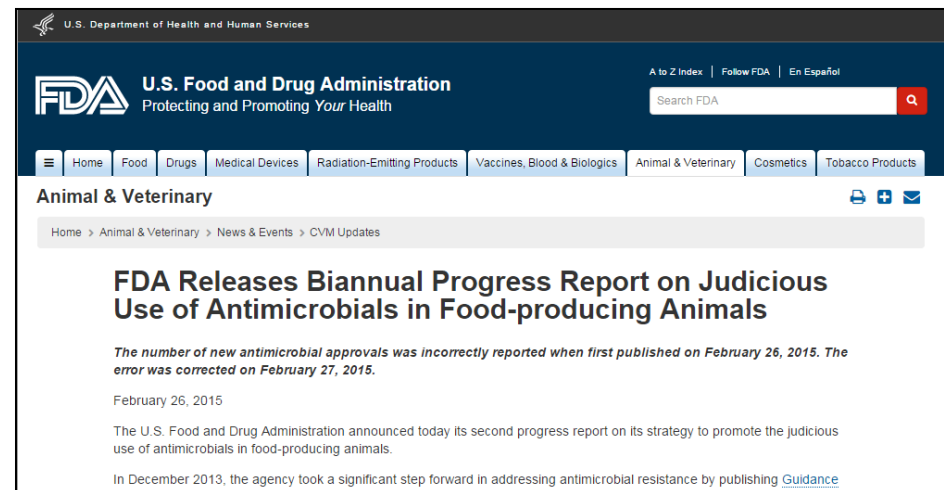 U.S. Department of Health and Human Services
FDA
U.S. Food and Drug Administration
Protecting and Promoting Your Health
A to Z Index | Follow FDA | En Español
Search FDA
Home Food Drugs Medical Devices Radiation-Emitting Products Vaccines, Blood & Biologics Animal & Veterinary Cosmetics Tobacco Products
Animal & Veterinary
Home > Animal & Veterinary > News & Events > CVM Updates
FDA Releases Biannual Progress Report on Judicious
Use of Antimicrobials in Food-producing Animals
The number of new antimicrobial approvals was incorrectly reported when first published on February 26, 2015. The
error was corrected on February 27, 2015.
February 26, 2015
The U.S. Food and Drug Administration announced today its second progress report on its strategy to promote the judicious
use of antimicrobials in food-producing animals.
In December 2013, the agency took a significant step forward in addressing antimicrobial resistance by publishing Guidance